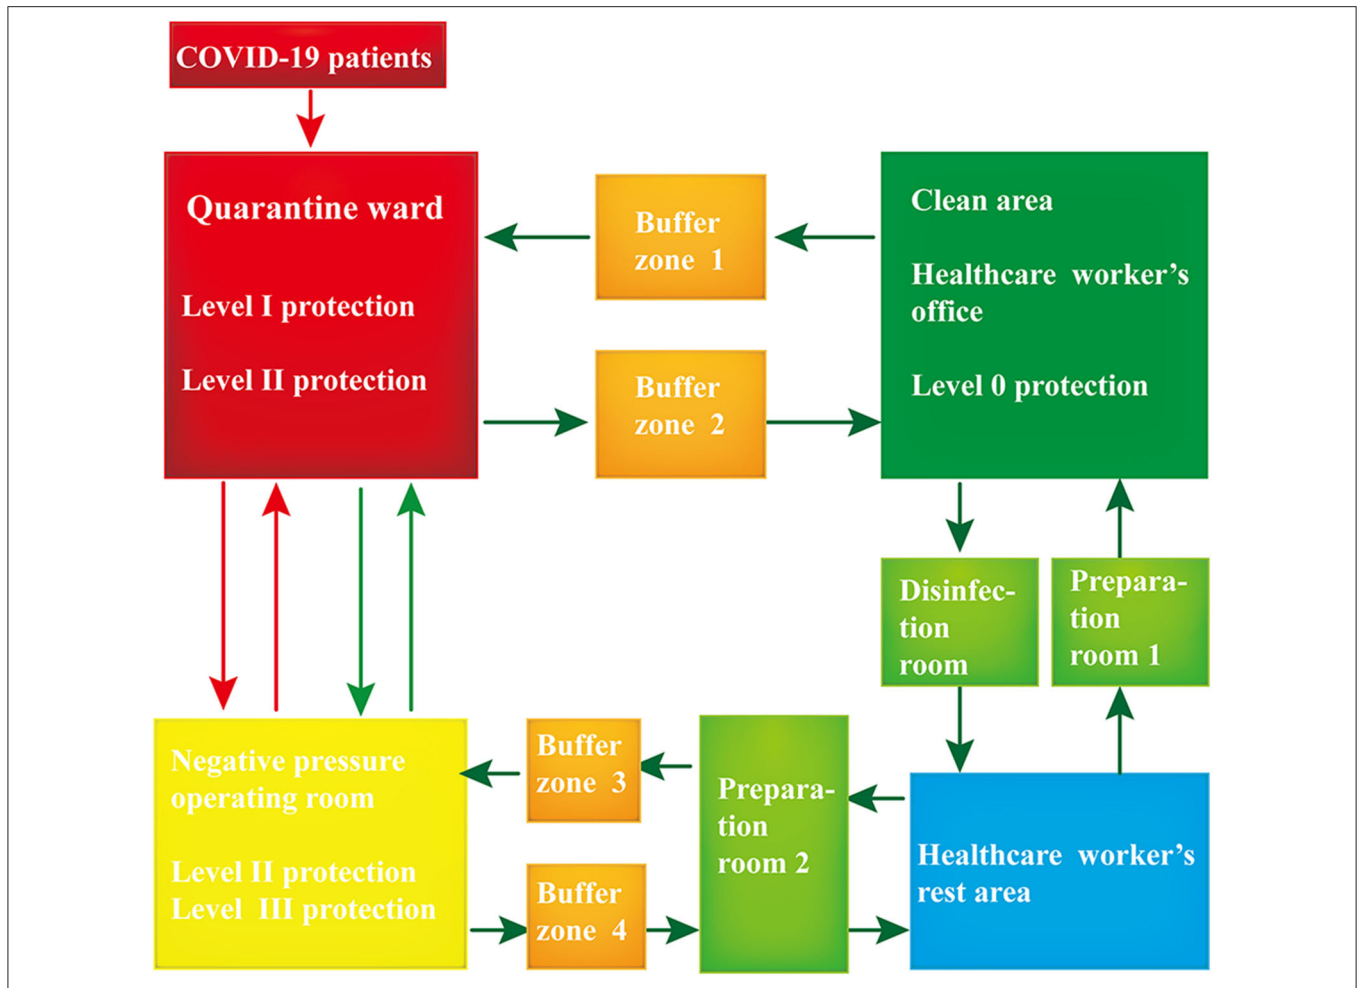 COVID-19 patients
Quarantine ward
Level I protection
Level II protection
Buffer
zone 1
Buffer
zone 2
Clean area
Healthcare worker’s
office
Level 0 protection
Disinfec-
tion
room
Prepara-
tion
room 1
Negative pressure
operating room
Level II protection
Level III protection
Buffer
zone 3
Buffer
zone 4
Prepara-
tion
room 2
Healthcare worker’s
rest area